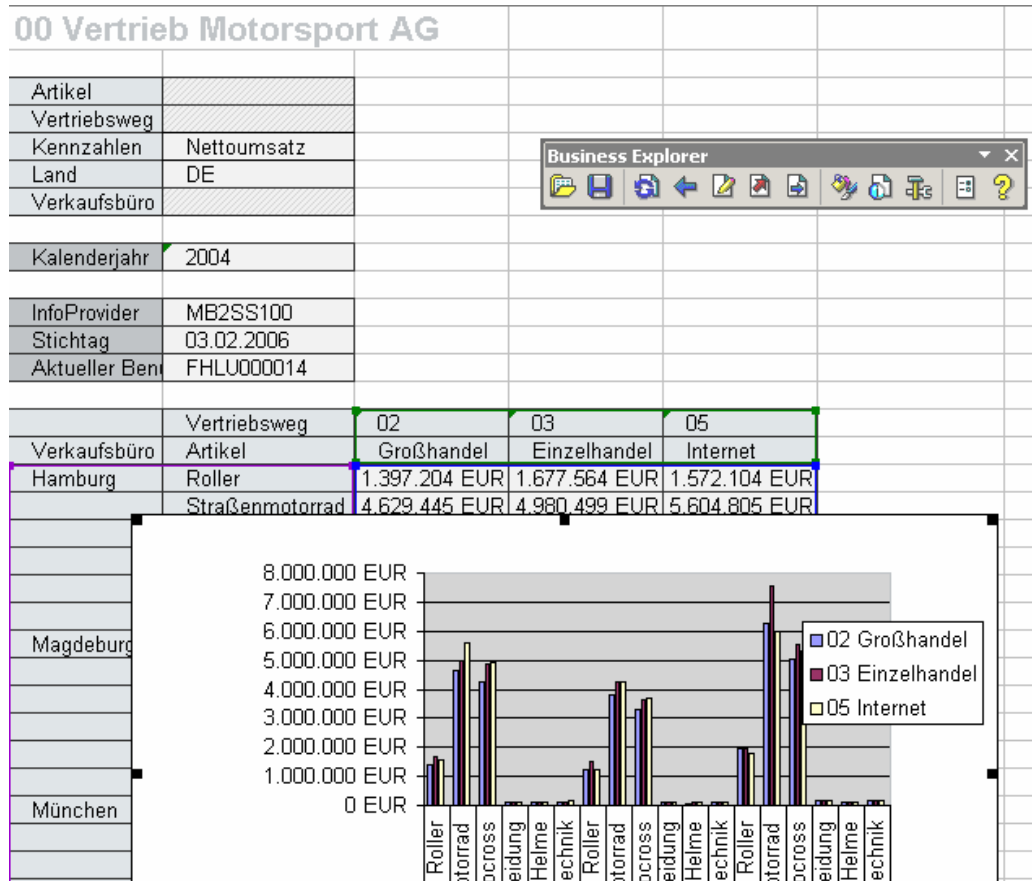 00 Vertrieb Motorsport AG
Artikel
Vertriebsweg
Kennzahlen Nettoumsatz
Business Explorer
Land DE
Verkaufsbüro
Kalenderjahr 2004
InfoProvider MB2SS100
Stichtag 03.02.2006
Aktueller Ben FHLU000014
Vertriebsweg 02 03 05
Verkaufsbüro Artikel Großhandel Einzelhandel Internet
Hamburg Roller 1.397.204 EUR 1.677.564 EUR 1.572.104 EUR
Straßenmotorrad 4.629.445 EUR 4.980.499 EUR 5.604.805 EUR
8.000.000 EUR
7.000.000 EUR
6.000.000 EUR
02 Großhandel
Magdeburg
5.000.000 EUR
03 Einzelhandel
4.000.000 EUR
05 Internet
3.000.000 EUR
2.000.000 EUR
1.000.000 EUR
München
0 EUR
Roller
otorrad
ocross
eidung
Helme
echnik
Roller
otorrad
ocross
eidung
Helme
echnik
Roller
otorrad
ocross
eidung
Helme
echnik